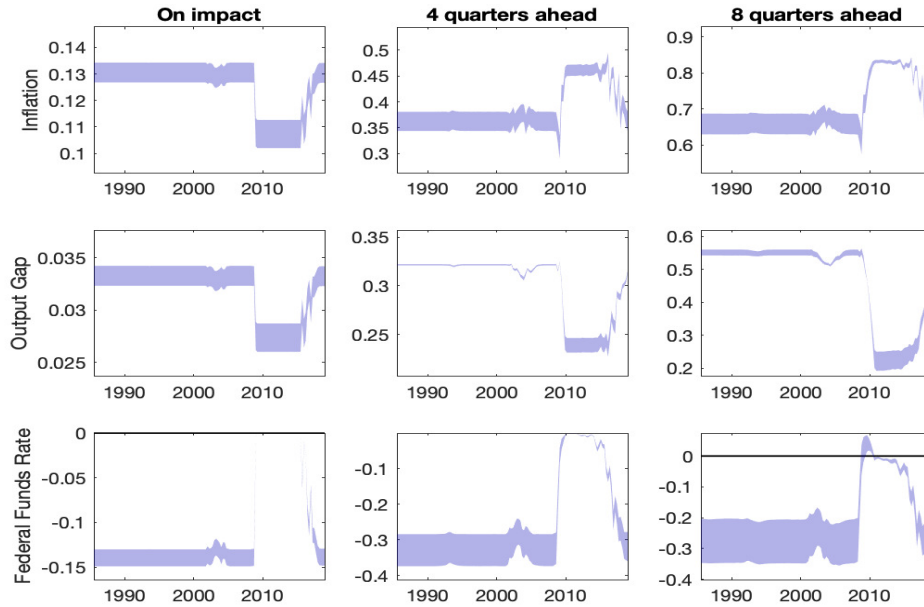 On impact
4 quarters ahead
8 quarters ahead
Inflation
0.14
0.13
0.12
0.11
0.1
1990 2000 2010
0.5
0.45
0.4
0.35
0.3
1990 2000 2010
0.9
0.8
0.7
0.6
1990 2000 2010
Output Gap
0.035
0.03
0.025
1990 2000 2010
0.35
0.3
0.25
1990 2000 2010
0.6
0.5
0.4
0.3
0.2
1990 2000 2010
Federal Funds Rate
0
-0.05
-0.1
-0.15
1990 2000 2010
-0.1
-0.2
-0.3
-0.4
1990 2000 2010
0
-0.1
-0.2
-0.3
-0.4
1990 2000 2010